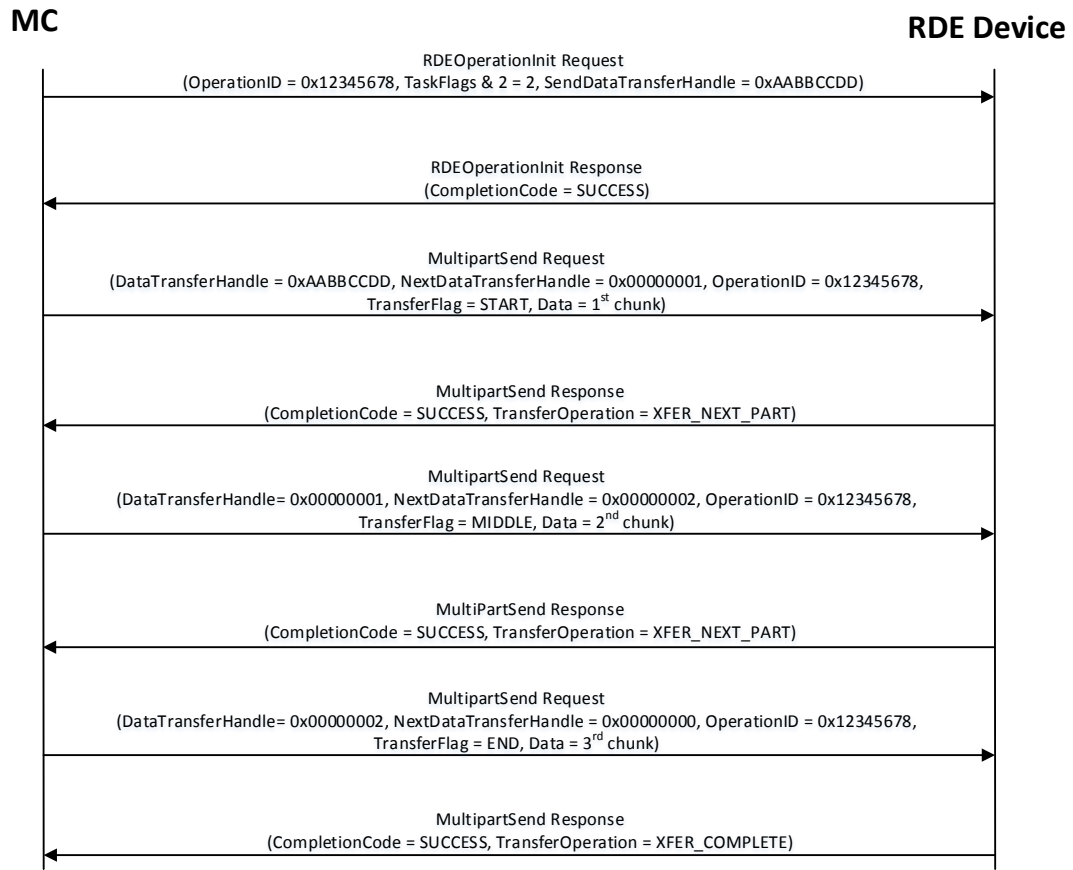 MC
RDE Device
RDEOperationInit Request
(OperationID = 0x12345678, TaskFlags & 2 = 2, SendDataTransferHandle = 0xAABBCCDD)
RDEOperationInit Response
(CompletionCode = SUCCESS)
MultipartSend Request
(DataTransferHandle = 0xAABBCCDD, NextDataTransferHandle = 0x00000001, OperationID = 0x12345678,
TransferFlag = START, Data = 1st chunk)
MultipartSend Response
(CompletionCode = SUCCESS, TransferOperation = XFER_NEXT_PART)
MultipartSend Request
(DataTransferHandle= 0x00000001, NextDataTransferHandle = 0x00000002, OperationID = 0x12345678,
TransferFlag = MIDDLE, Data = 2nd chunk)
MultiPartSend Response
(CompletionCode = SUCCESS, TransferOperation = XFER_NEXT_PART)
MultipartSend Request
(DataTransferHandle= 0x00000002, NextDataTransferHandle = 0x00000000, OperationID = 0x12345678,
TransferFlag = END, Data = 3rd chunk)
MultipartSend Response
(CompletionCode = SUCCESS, TransferOperation = XFER_COMPLETE)